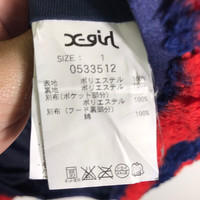 X-girl
SIZE : 1
0533512
表地 ポリエステル 100%
裏地 ポリエステル 100%
別布（ポケット部分）
ポリエステル 100%
別布（フード裏部分）
綿 100%